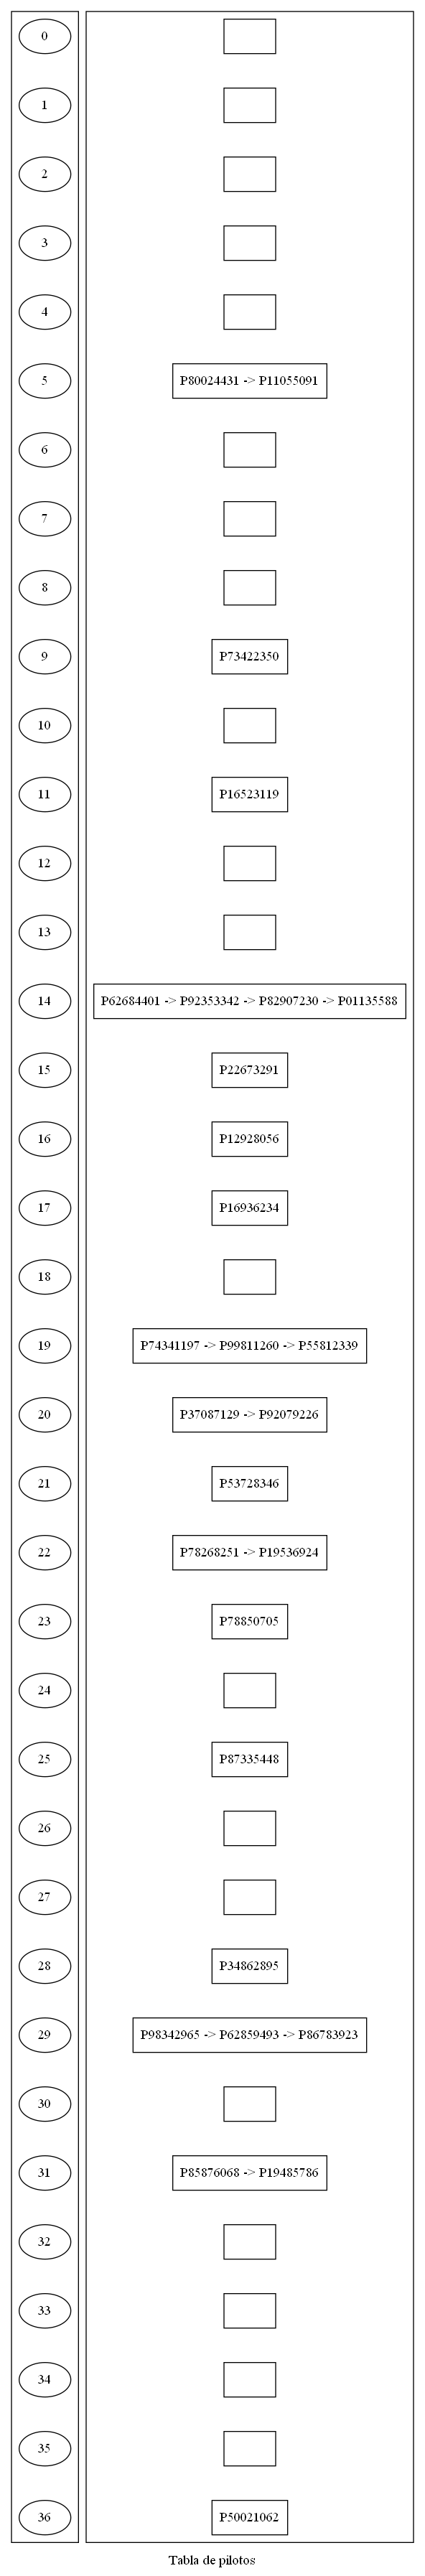 0
1
2
3
4
5 P80024431 -> P11055091
6
7
8
9 P73422350
10
11 P16523119
12
13
14 P62684401 -> P92353342 -> P82907230 -> P01135588
15 P22673291
16 P12928056
17 P16936234
18
19 P74341197 -> P99811260 -> P55812339
20 P37087129 -> P92079226
21 P53728346
22 P78268251 -> P19536924
23 P78850705
24
25 P87335448
26
27
28 P34862895
29 P98342965 -> P62859493 -> P86783923
30
31 P85876068 -> P19485786
32
33
34
35
36 P50021062
Tabla de pilotos